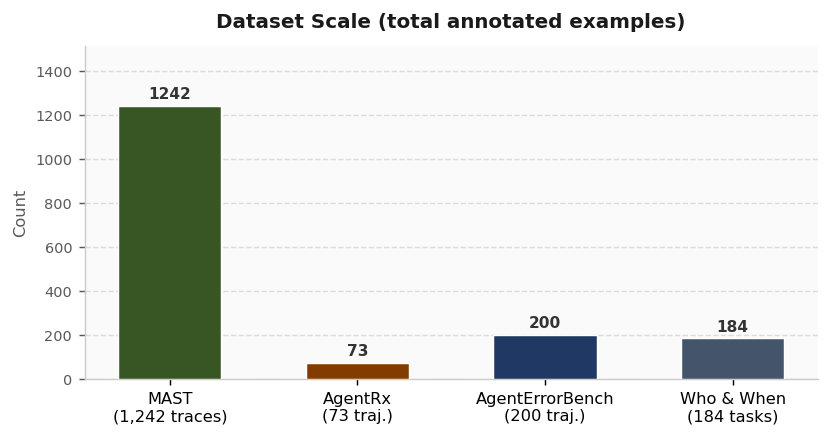 Dataset Scale (total annotated examples)
Count
1400
1200
1000
800
600
400
200
0
1242
73
200
184
MAST
(1,242 traces)
AgentRx
(73 traj.)
AgentErrorBench
(200 traj.)
Who & When
(184 tasks)